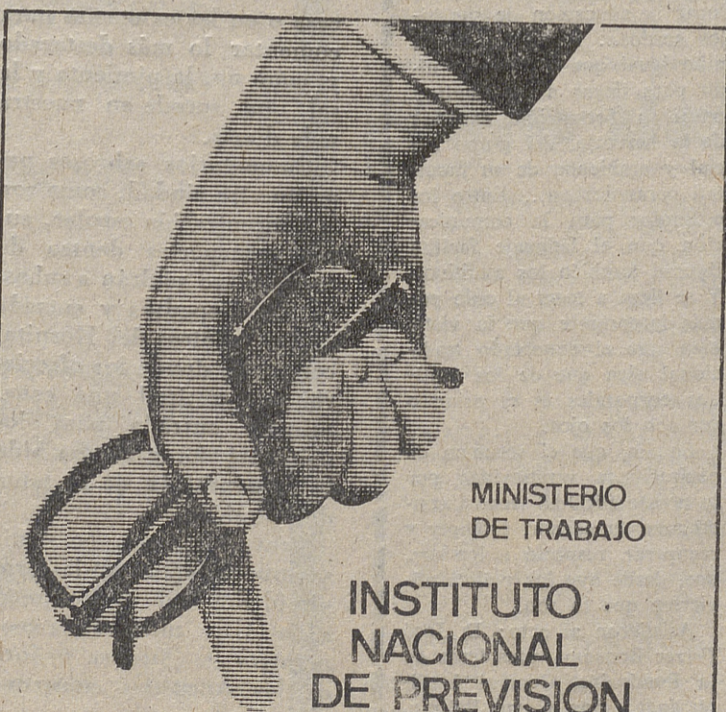 MINISTERIO
DE TRABAJO
INSTITUTO
NACIONAL
DE PREVISION